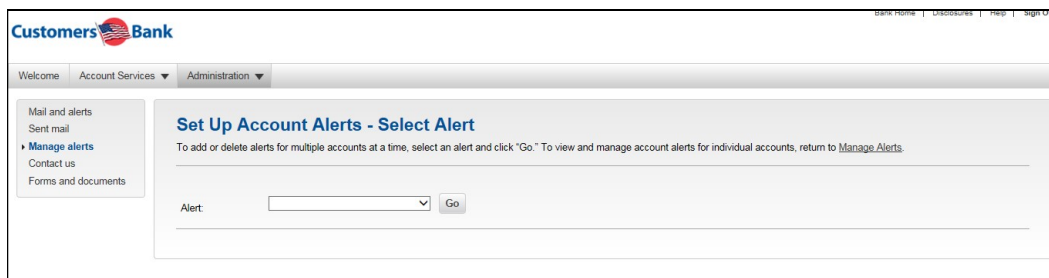 Bank Home | Disclosures | Help | Sign O
Customers Bank
Welcome Account Services Administration
Mail and alerts
Sent mail
Manage alerts
Contact us
Forms and documents
Set Up Account Alerts - Select Alert
To add or delete alerts for multiple accounts at a time, select an alert and click “Go.” To view and manage account alerts for individual accounts, return to Manage Alerts.
Alert: Go